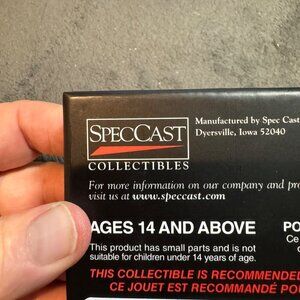 SPECCAST
COLLECTIBLES
Manufactured by Spec Cast
Dyersville, Iowa 52040
For more information on our company and pro
visit us at www.speccast.com
AGES 14 AND ABOVE
This product has small parts and is not
suitable for children under 14 years of age.
PO
Ce
THIS COLLECTIBLE IS RECOMMENDE
CE JOUET EST RECOMMANDÉ PO